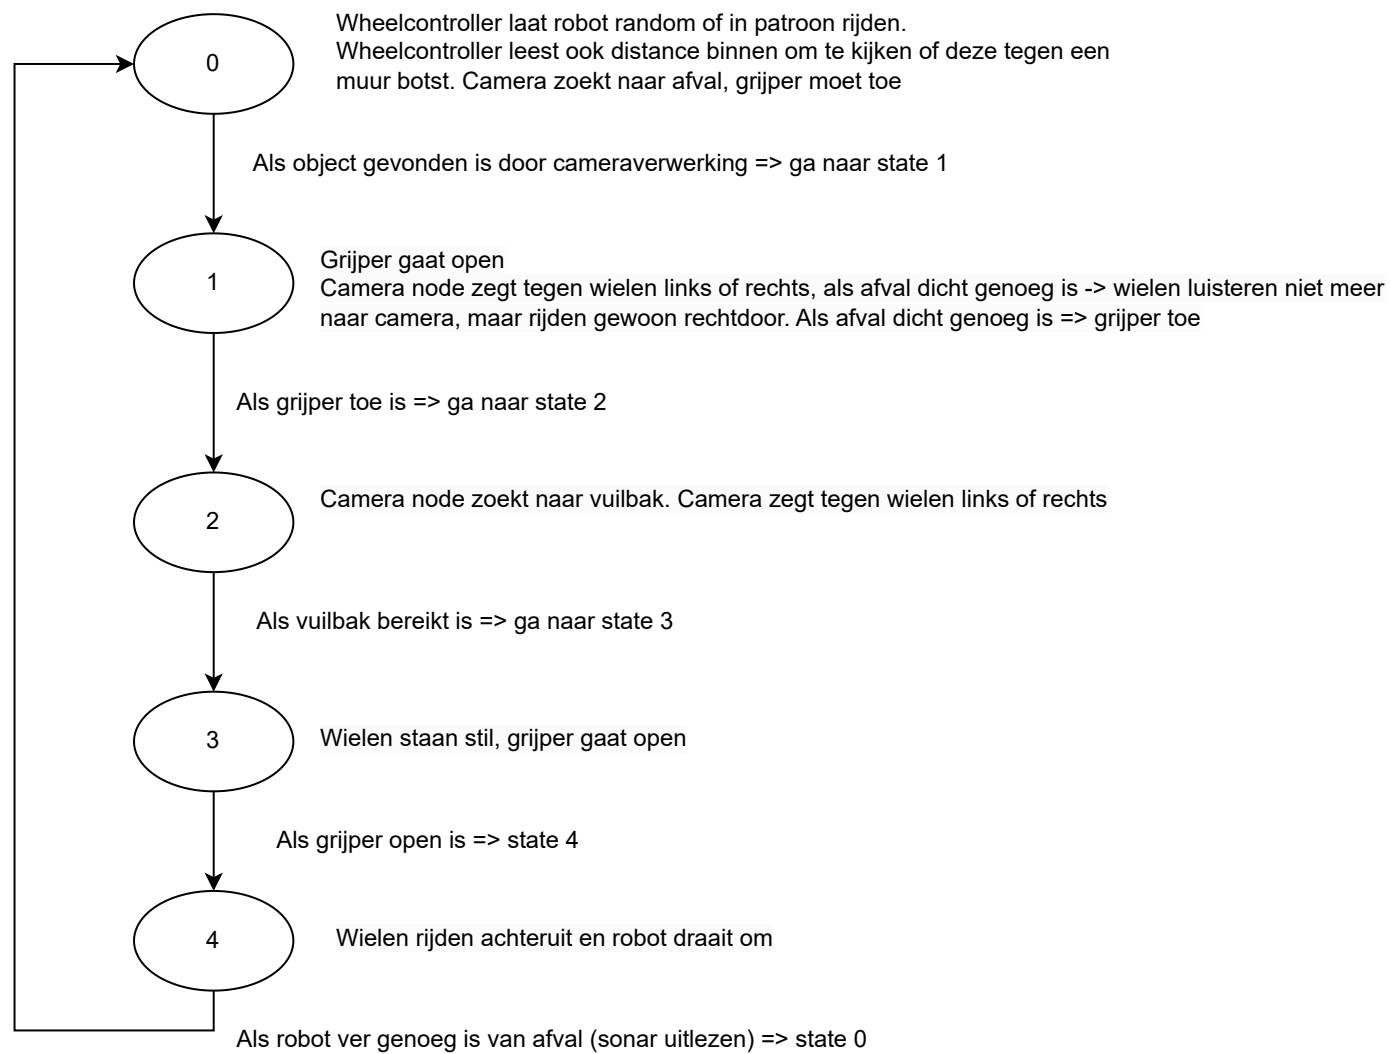 0
Wheelcontroller laat robot random of in patroon rijden.
Wheelcontroller leest ook distance binnen om te kijken of deze tegen een
muur botst. Camera zoekt naar afval, grijper moet toe
Als object gevonden is door cameraverwerking => ga naar state 1
1
Grijper gaat open
Camera node zegt tegen wielen links of rechts, als afval dicht genoeg is -> wielen luisteren niet meer
naar camera, maar rijden gewoon rechtdoor. Als afval dicht genoeg is => grijper toe
Als grijper toe is => ga naar state 2
2
Camera node zoekt naar vuilbak. Camera zegt tegen wielen links of rechts
Als vuilbak bereikt is => ga naar state 3
3
Wielen staan stil, grijper gaat open
Als grijper open is => state 4
4
Wielen rijden achteruit en robot draait om
Als robot ver genoeg is van afval (sonar uitlezen) => state 0